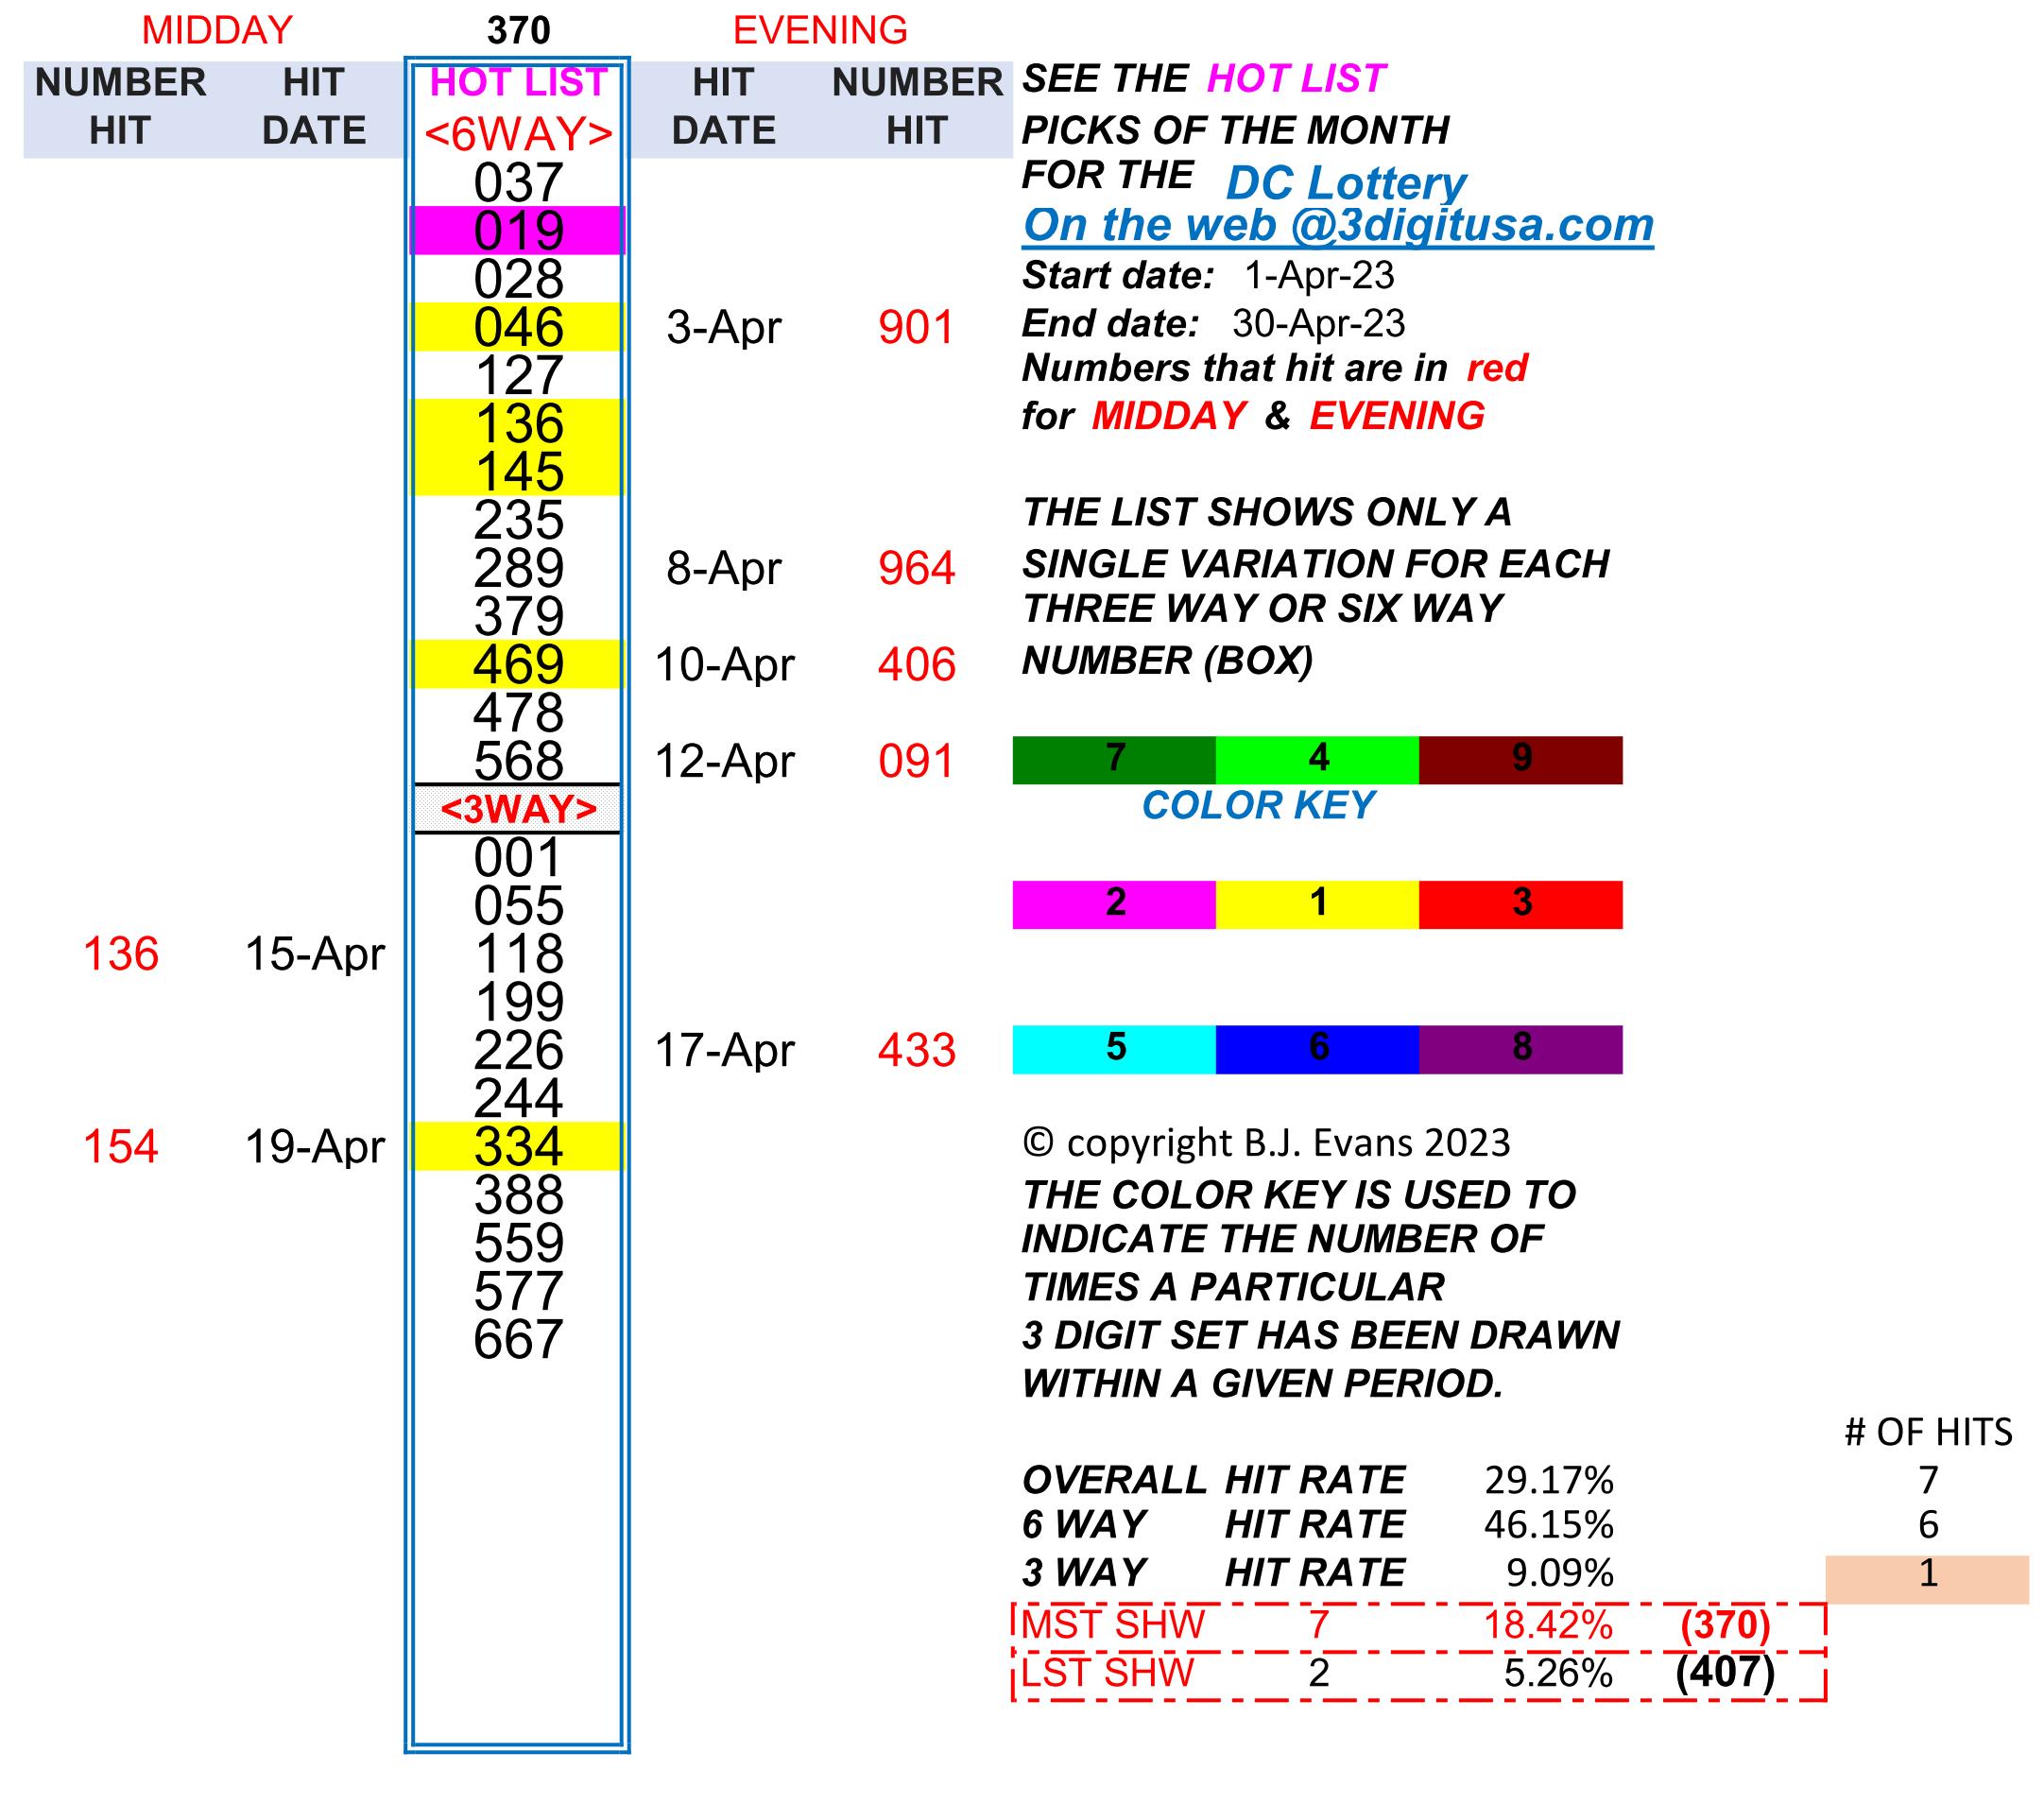 MIDDAY 370 EVENING
NUMBER HIT HOT LIST HIT NUMBER SEE THE HOT LIST
HIT DATE <6WAY> DATE HIT PICKS OF THE MONTH
037 FOR THE DC Lottery
019 On the web @3digitusa.com
028 Start date: 1-Apr-23
046 3-Apr 901 End date: 30-Apr-23
127 Numbers that hit are in red
136 for MIDDAY & EVENING
145
235 THE LIST SHOWS ONLY A
289 8-Apr 964 SINGLE VARIATION FOR EACH
379 THREE WAY OR SIX WAY
469 10-Apr 406 NUMBER (BOX)
478
568 12-Apr 091 7 4 9
<3WAY> COLOR KEY
001
055 2 1 3
136 15-Apr 118
199
226 17-Apr 433 5 6 8
244
154 19-Apr 334 © copyright B.J. Evans 2023
388 THE COLOR KEY IS USED TO
559 INDICATE THE NUMBER OF
577 TIMES A PARTICULAR
667 3 DIGIT SET HAS BEEN DRAWN
WITHIN A GIVEN PERIOD.
# OF HITS
OVERALL HIT RATE 29.17% 7
6 WAY HIT RATE 46.15% 6
3 WAY HIT RATE 9.09% 1
MST SHW 7 18.42% (370)
LST SHW 2 5.26% (407)